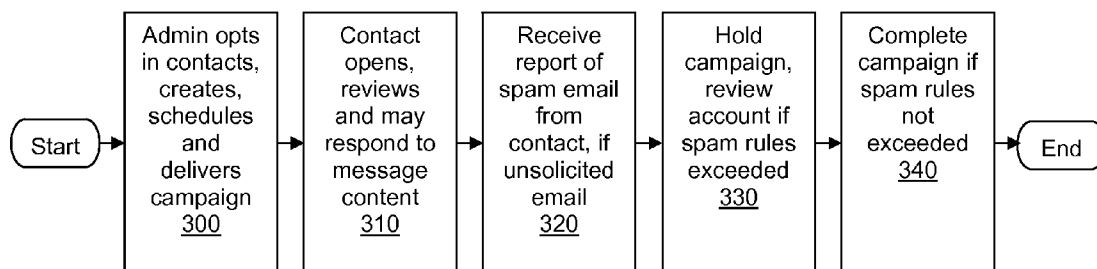 Start
Admin opts
in contacts,
creates,
schedules
and
delivers
campaign
300
Contact
opens,
reviews
and may
respond to
message
content
310
Receive
report of
spam email
from
contact, if
unsolicited
email
320
Hold
campaign,
review
account if
spam rules
exceeded
330
Complete
campaign if
spam rules
not
exceeded
340
End